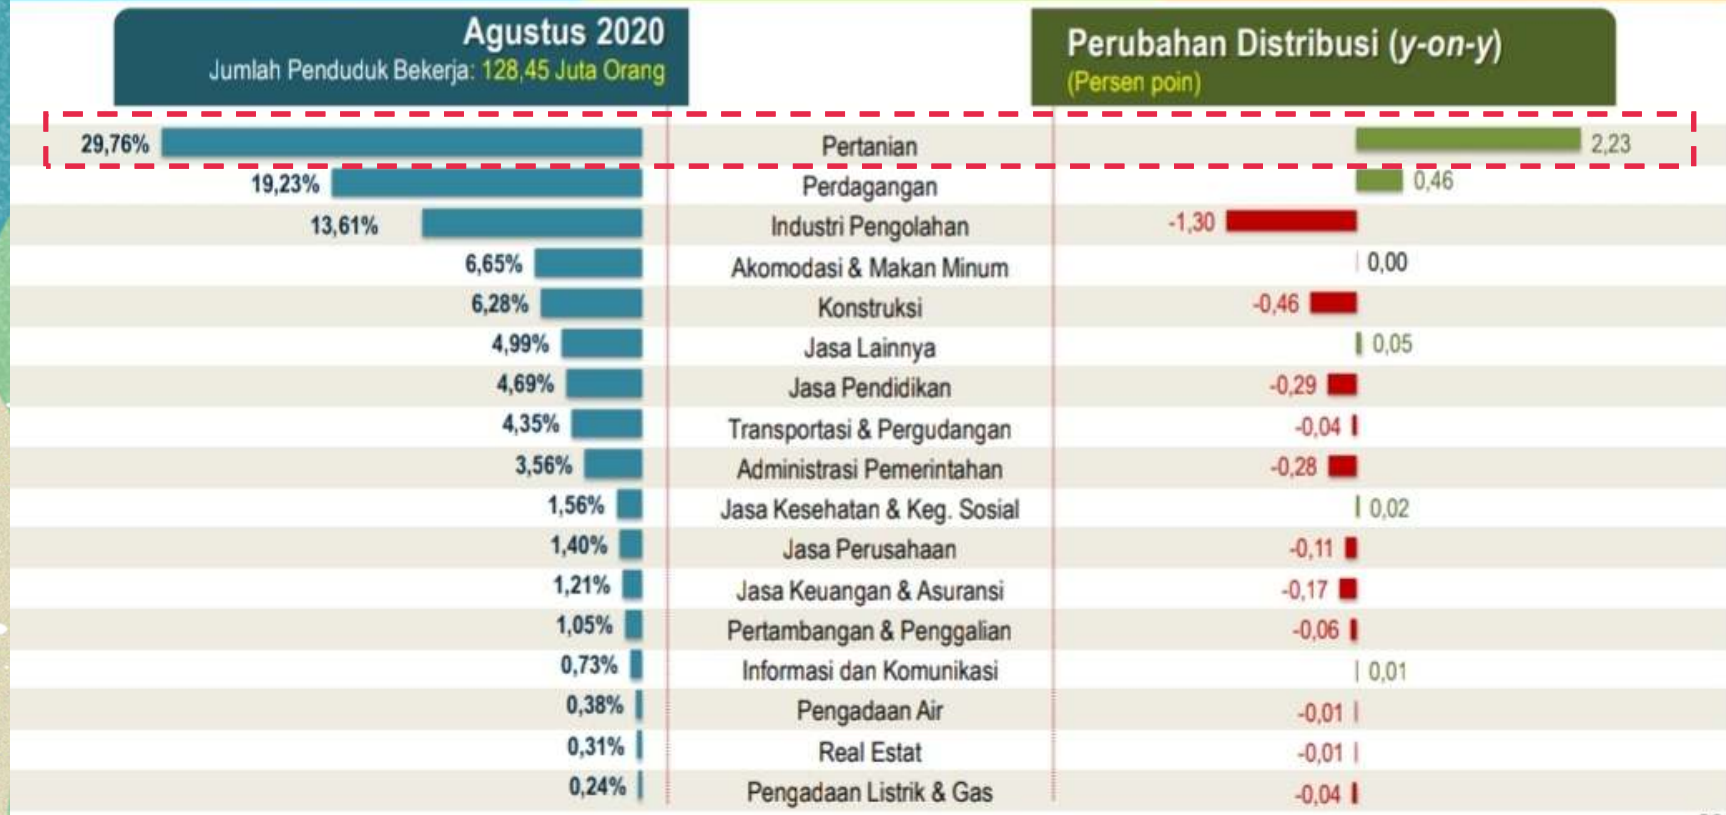 Agustus 2020
Jumlah Penduduk Bekerja: 128,45 Juta Orang
Perubahan Distribusi (y-on-y)
(Persen poin)
29,76% Pertanian 2,23
19,23% Perdagangan 0,46
13,61% Industri Pengolahan -1,30
6,65% Akomodasi & Makan Minum 0,00
6,28% Konstruksi -0,46
4,99% Jasa Lainnya 0,05
4,69% Jasa Pendidikan -0,29
4,35% Transportasi & Pergudangan -0,04
3,56% Administrasi Pemerintahan -0,28
1,56% Jasa Kesehatan & Keg. Sosial 0,02
1,40% Jasa Perusahaan -0,11
1,21% Jasa Keuangan & Asuransi -0,17
1,05% Pertambangan & Penggalian -0,06
0,73% Informasi dan Komunikasi 0,01
0,38% Pengadaan Air -0,01
0,31% Real Estat -0,01
0,24% Pengadaan Listrik & Gas -0,04